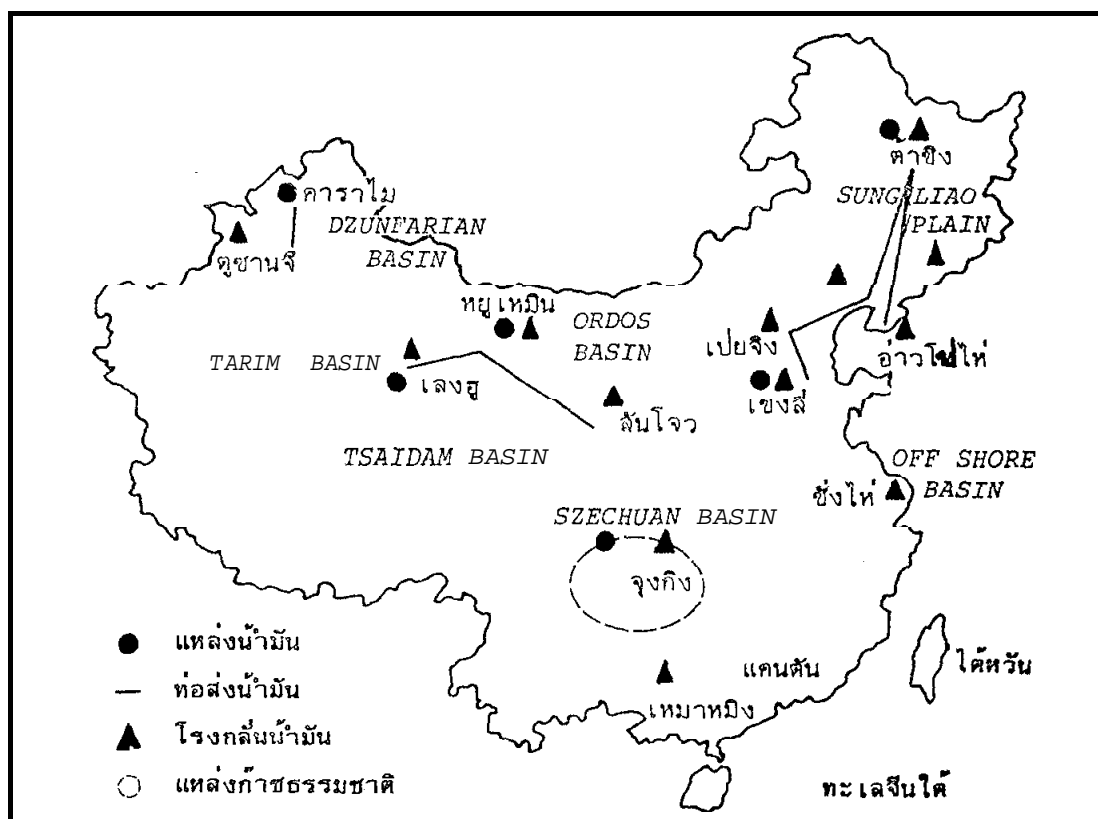 ต้าชิง
คาราไม
SUNG-LIAO
PLAIN
DZUNFARIAN
BASIN
ตูซานจี
หยูเหมิน
ORDOS
BASIN
เปยจิง
อ่าวโปไห่
TARIM BASIN
เลงฮู
เชงลี่
ลันโจว
TSAIDAM BASIN
OFF SHORE
BASIN
ชั่งไห่
SZECHUAN BASIN
จุงกิง
แหล่งน้ำมัน
ท่อส่งน้ำมัน
โรงกลั่นน้ำมัน
แหล่งก๊าซธรรมชาติ
แคนตัน
ไต้หวัน
เหมาหมิง
ทะเลจีนใต้